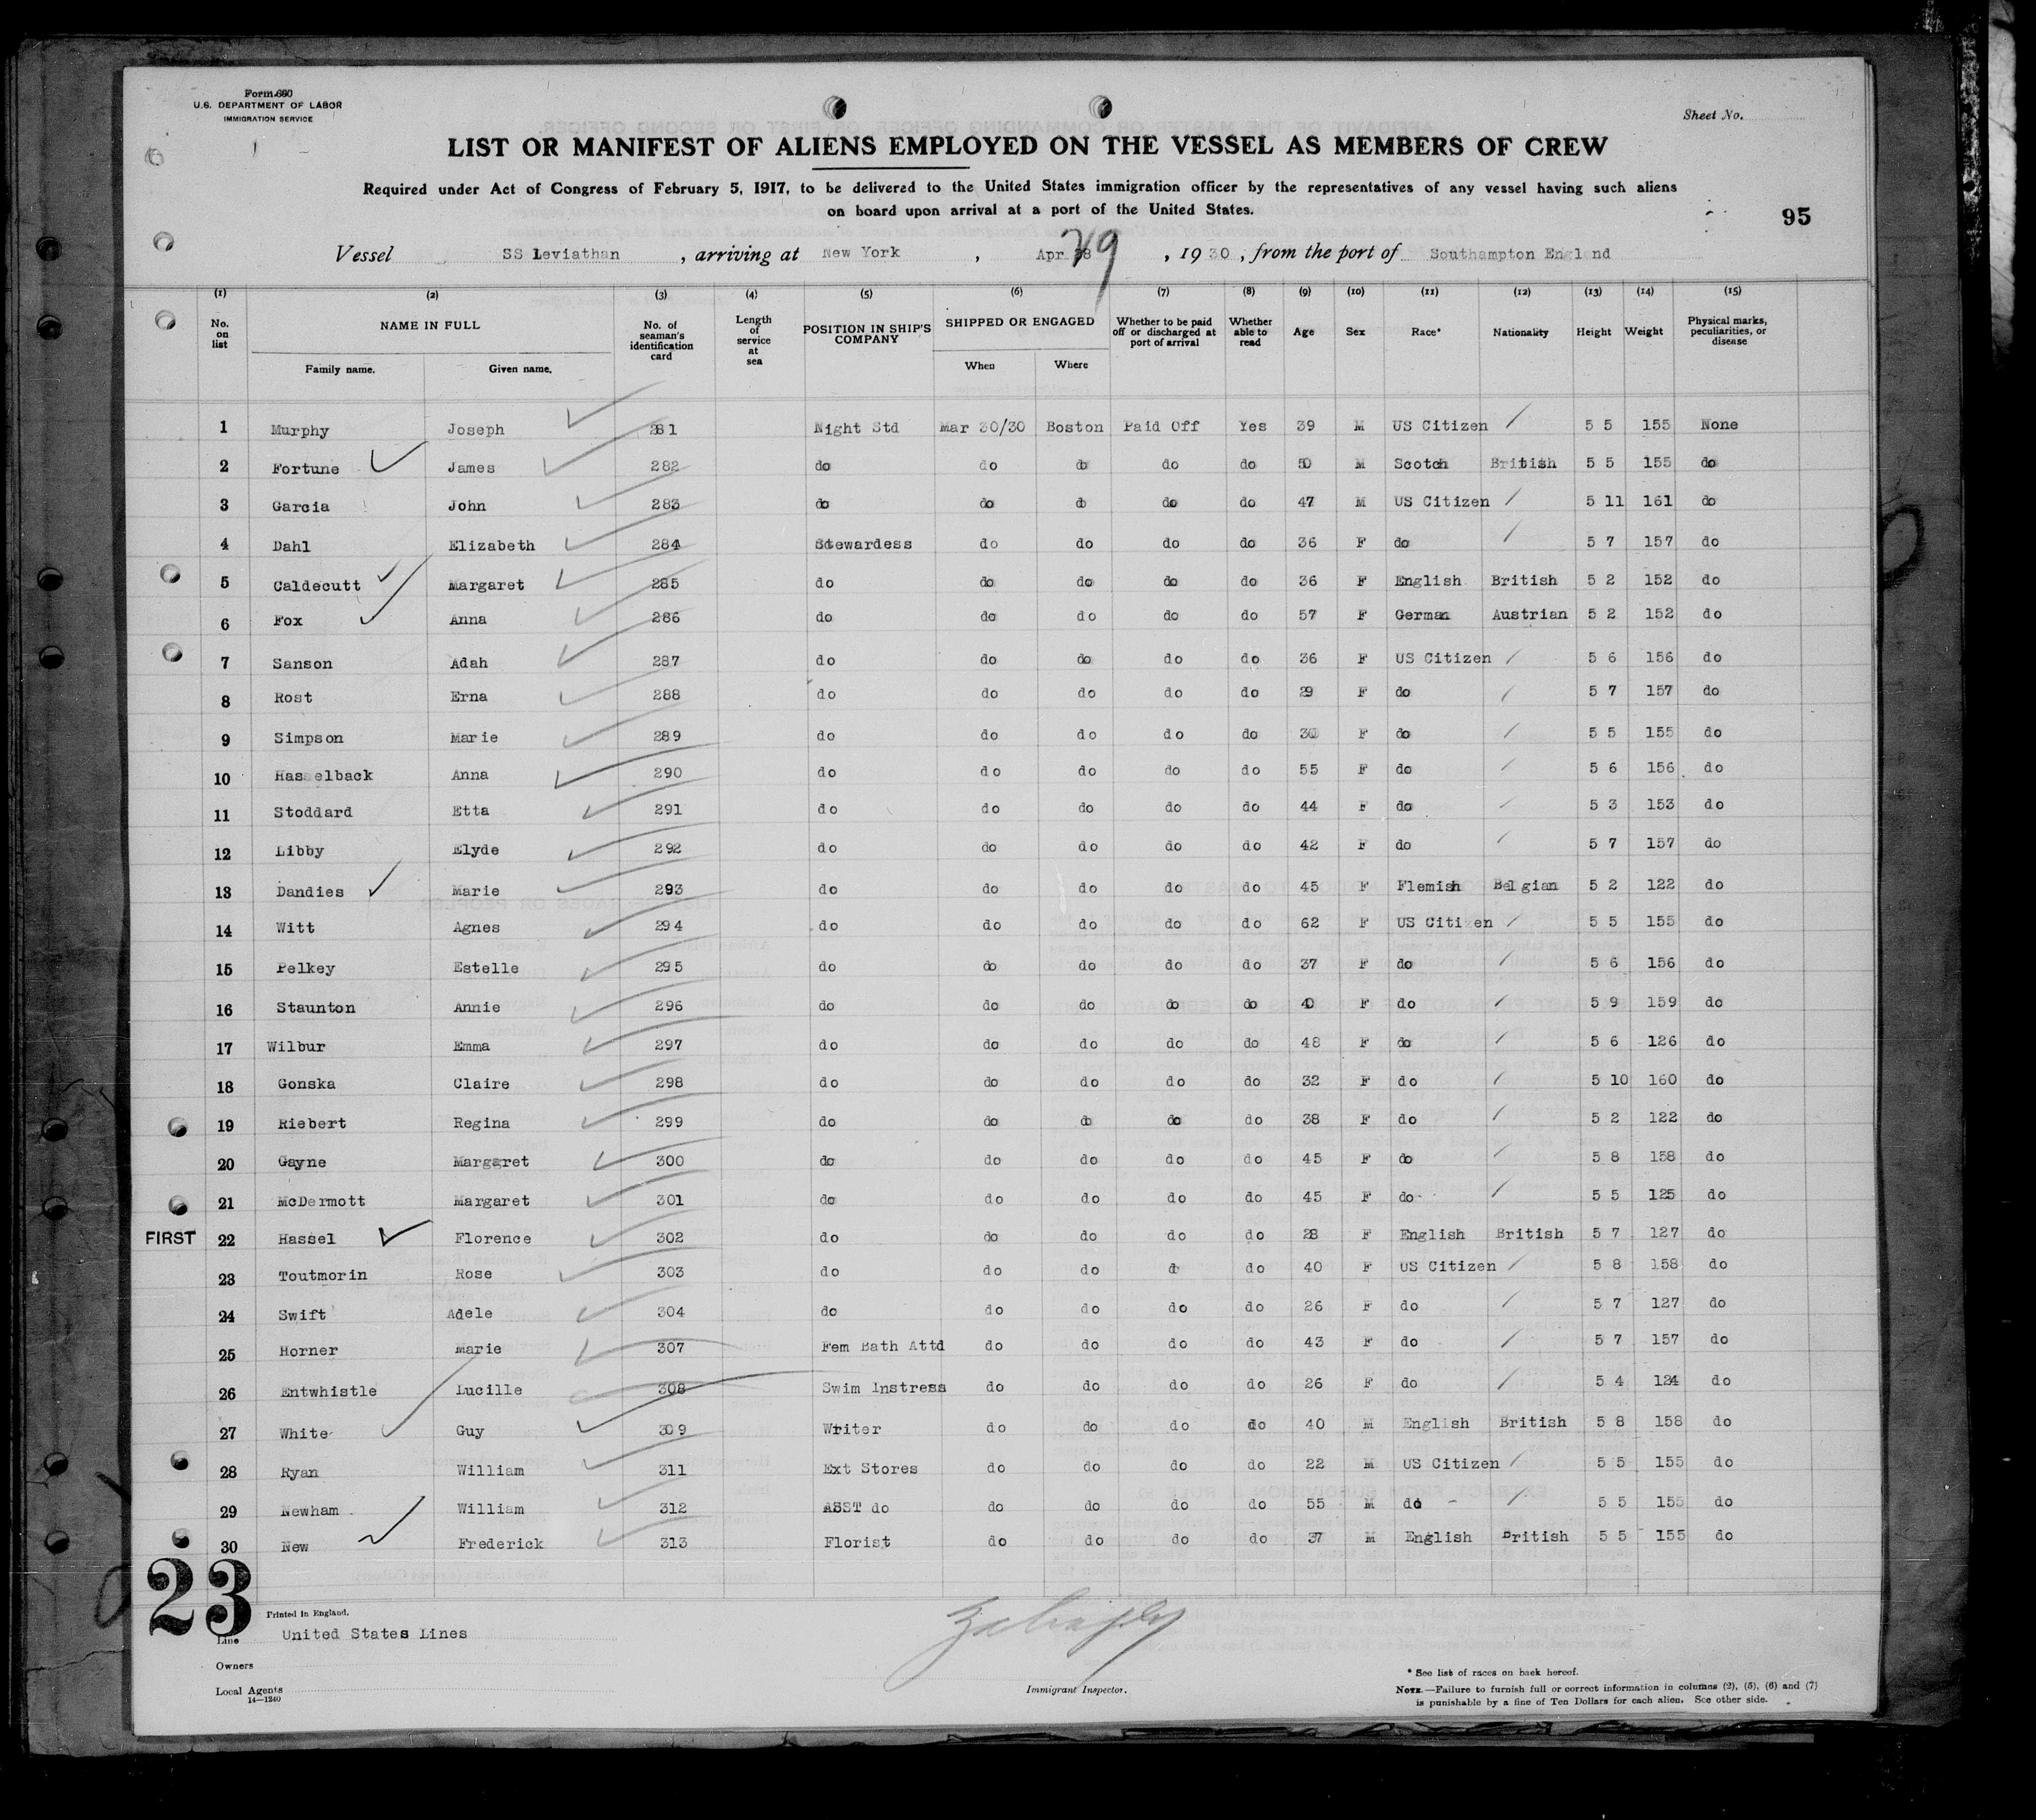 Form 680
U.S. DEPARTMENT OF LABOR
IMMIGRATION SERVICE
Sheet No.
LIST OR MANIFEST OF ALIENS EMPLOYED ON THE VESSEL AS MEMBERS OF CREW
Required under Act of Congress of February 5, 1917, to be delivered to the United States immigration officer by the representatives of any vessel having such aliens
on board upon arrival at a port of the United States.
95
Vessel SS Leviathan , arriving at New York , Apr 19 , 1930 , from the port of Southampton England
(1) (2) (3) (4) (5) (6) (7) (8) (9) (10) (11) (12) (13) (14) (15)
No. on list NAME IN FULL Family name. Given name. No. of seaman's identification card Length of service at sea POSITION IN SHIP'S COMPANY SHIPPED OR ENGAGED When Where Whether to be paid off or discharged at port of arrival Whether able to read Age Sex Race* Nationality Height Weight Physical marks, peculiarities, or disease
1 Murphy Joseph 281 Night Std Mar 30/30 Boston Paid Off Yes 39 M US Citizen 5 5 155 None
2 Fortune James 282 do do do do do 50 M Scotch British 5 5 155 do
3 Garcia John 283 do do do do do 47 M US Citizen 5 11 161 do
4 Dahl Elizabeth 284 Stewardess do do do do 36 F do 5 7 157 do
5 Caldecutt Margaret 285 do do do do do 36 F English British 5 2 152 do
6 Fox Anna 286 do do do do do 57 F German Austrian 5 2 152 do
7 Sanson Adah 287 do do do do do 36 F US Citizen 5 6 156 do
8 Rost Erna 288 do do do do do 29 F do 5 7 157 do
9 Simpson Marie 289 do do do do do 30 F do 5 5 155 do
10 Hasselback Anna 290 do do do do do 55 F do 5 6 156 do
11 Stoddard Etta 291 do do do do do 44 F do 5 3 153 do
12 Libby Elyde 292 do do do do do 42 F do 5 7 157 do
13 Dandies Marie 293 do do do do do 45 F Flemish Belgian 5 2 122 do
14 Witt Agnes 294 do do do do do 62 F US Citizen 5 5 155 do
15 Pelkey Estelle 295 do do do do do 37 F do 5 6 156 do
16 Staunton Annie 296 do do do do do 40 F do 5 9 159 do
17 Wilbur Emma 297 do do do do do 48 F do 5 6 126 do
18 Gonska Claire 298 do do do do do 32 F do 5 10 160 do
19 Riebert Regina 299 do do do do do 38 F do 5 2 122 do
20 Gayne Margaret 300 do do do do do 45 F do 5 8 158 do
21 McDermott Margaret 301 do do do do do 45 F do 5 5 125 do
FIRST 22 Hassel Florence 302 do do do do do 28 F English British 5 7 127 do
23 Toutmorin Rose 303 do do do d do 40 F US Citizen 5 8 158 do
24 Swift Adele 304 do do do do do 26 F do 5 7 127 do
25 Horner Marie 307 Fem Bath Attd do do do do 43 F do 5 7 157 do
26 Entwhistle Lucille 308 Swim Instress do do do do 26 F do 5 4 124 do
27 White Guy 309 Writer do do do do 40 M English British 5 8 158 do
28 Ryan William 311 Ext Stores do do do do 22 M US Citizen 5 5 155 do
29 Newham William 312 ASST do do do do do 55 M do 5 5 155 do
30 New Frederick 313 Florist do do do do 37 M English British 5 5 155 do
23
Printed in England.
Line United States Lines
Owners
Local Agents
14—1240
Immigrant Inspector.
* See list of races on back hereof.
NOTE.—Failure to furnish full or correct information in columns (2), (5), (6) and (7)
is punishable by a fine of Ten Dollars for each alien. See other side.